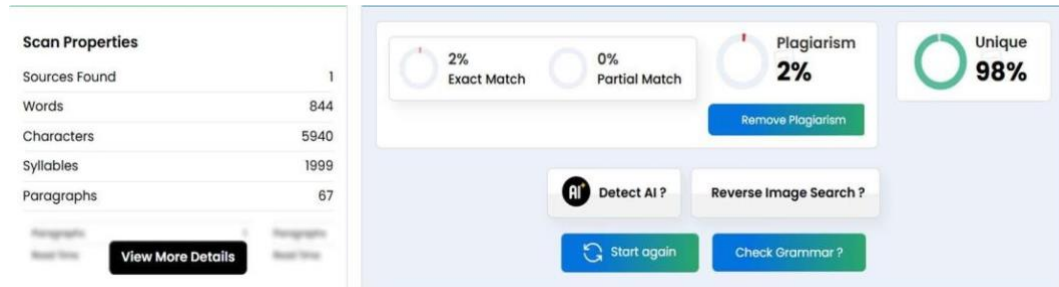 Scan Properties
Sources Found 1
Words 844
Characters 5940
Syllables 1999
Paragraphs 67
View More Details
2%
Exact Match
0%
Partial Match
Plagiarism
2%
Remove Plagiarism
Unique
98%
AI Detect AI ?
Reverse Image Search ?
Start again
Check Grammar ?